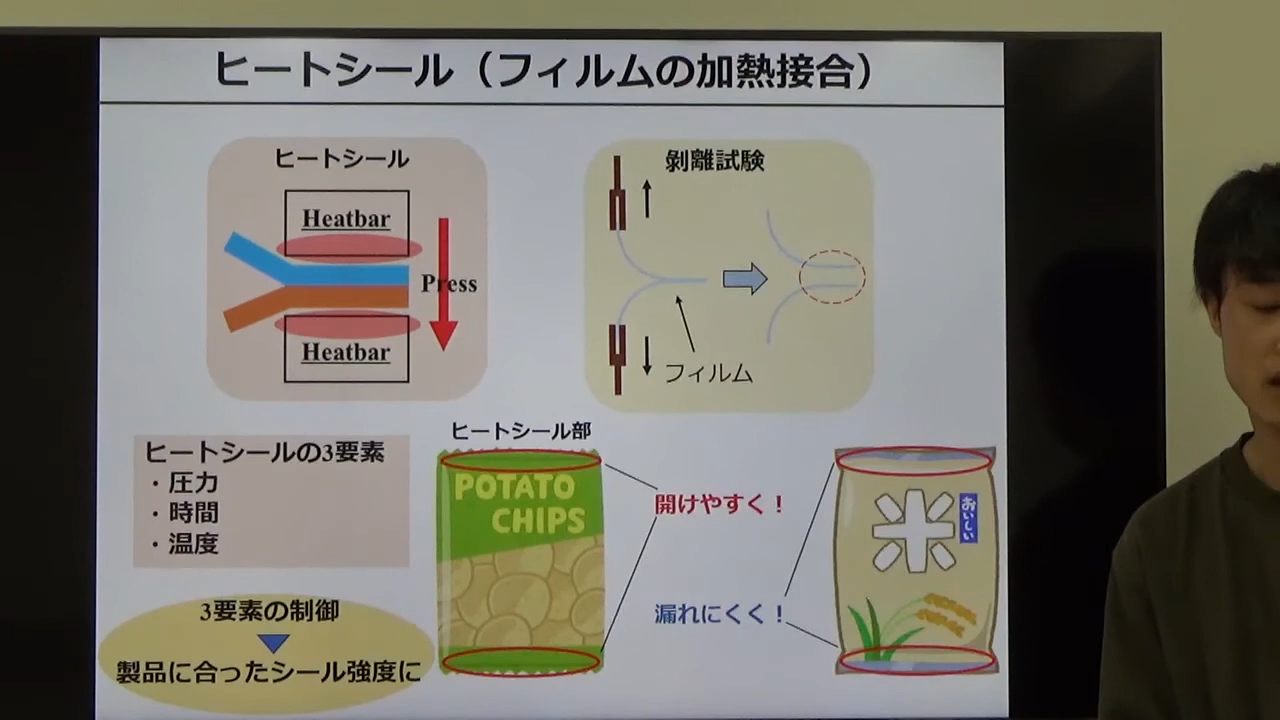 ヒートシール（フィルムの加熱接合）
ヒートシール
Heatbar
Press
Heatbar
剝離試験
フィルム
ヒートシールの3要素
・圧力
・時間
・温度
3要素の制御
製品に合ったシール強度に
ヒートシール部
POTATO
CHIPS
開けやすく！
漏れにくく！
米
おいしい